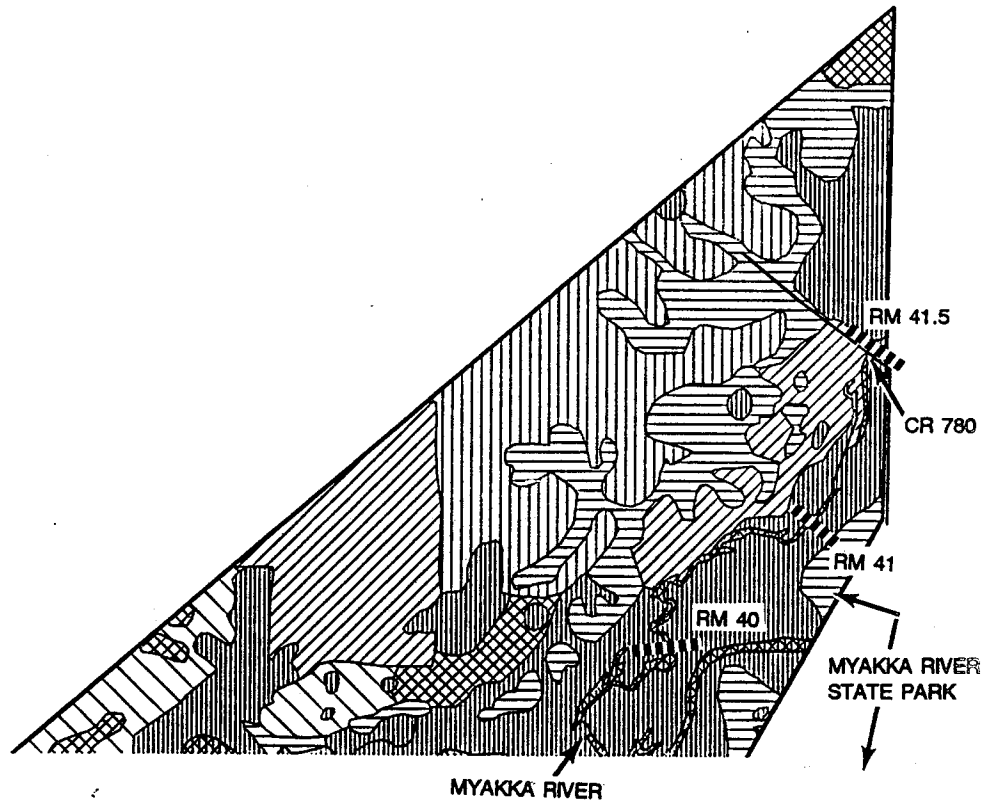 RM 41.5
CR 780
RM 41
RM 40
MYAKKA RIVER
STATE PARK
MYAKKA RIVER